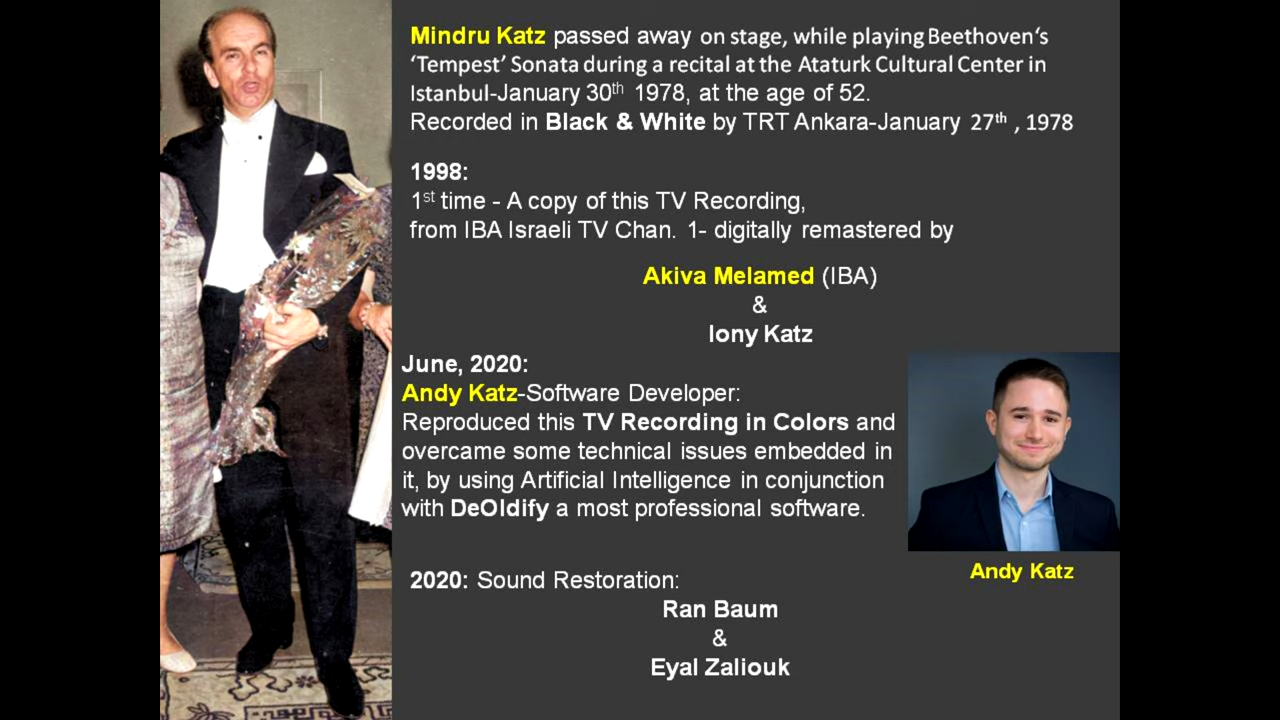 Mindru Katz passed away on stage, while playing Beethoven‘s
‘Tempest’ Sonata during a recital at the Ataturk Cultural Center in
Istanbul-January 30th 1978, at the age of 52.
Recorded in Black & White by TRT Ankara-January 27th , 1978
1998:
1st time - A copy of this TV Recording,
from IBA Israeli TV Chan. 1- digitally remastered by
Akiva Melamed (IBA)
&
Iony Katz
June, 2020:
Andy Katz-Software Developer:
Reproduced this TV Recording in Colors and
overcame some technical issues embedded in
it, by using Artificial Intelligence in conjunction
with DeOldify a most professional software.
Andy Katz
2020: Sound Restoration:
Ran Baum
&
Eyal Zaliouk